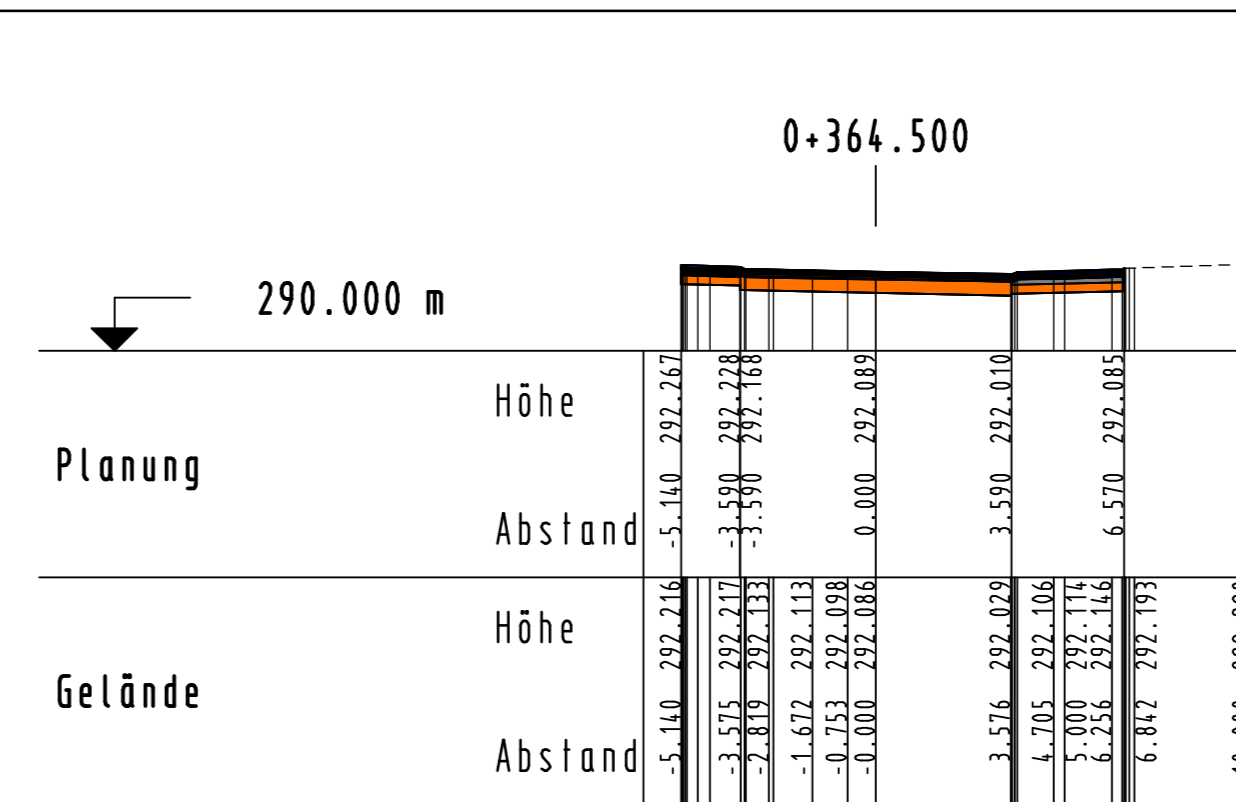 0+364.500
290.000 m
Planung
Höhe
292.267 292.228 292.168 292.089 292.010 292.085
Abstand
-5.140 -3.590 -3.590 0.000 3.590 6.570
Gelände
Höhe
292.216 292.217 292.133 292.113 292.098 292.086 292.029 292.106 292.114 292.146 292.193
Abstand
-5.140 -3.575 -2.819 -1.672 -0.753 -0.000 3.576 4.705 5.000 6.256 6.842